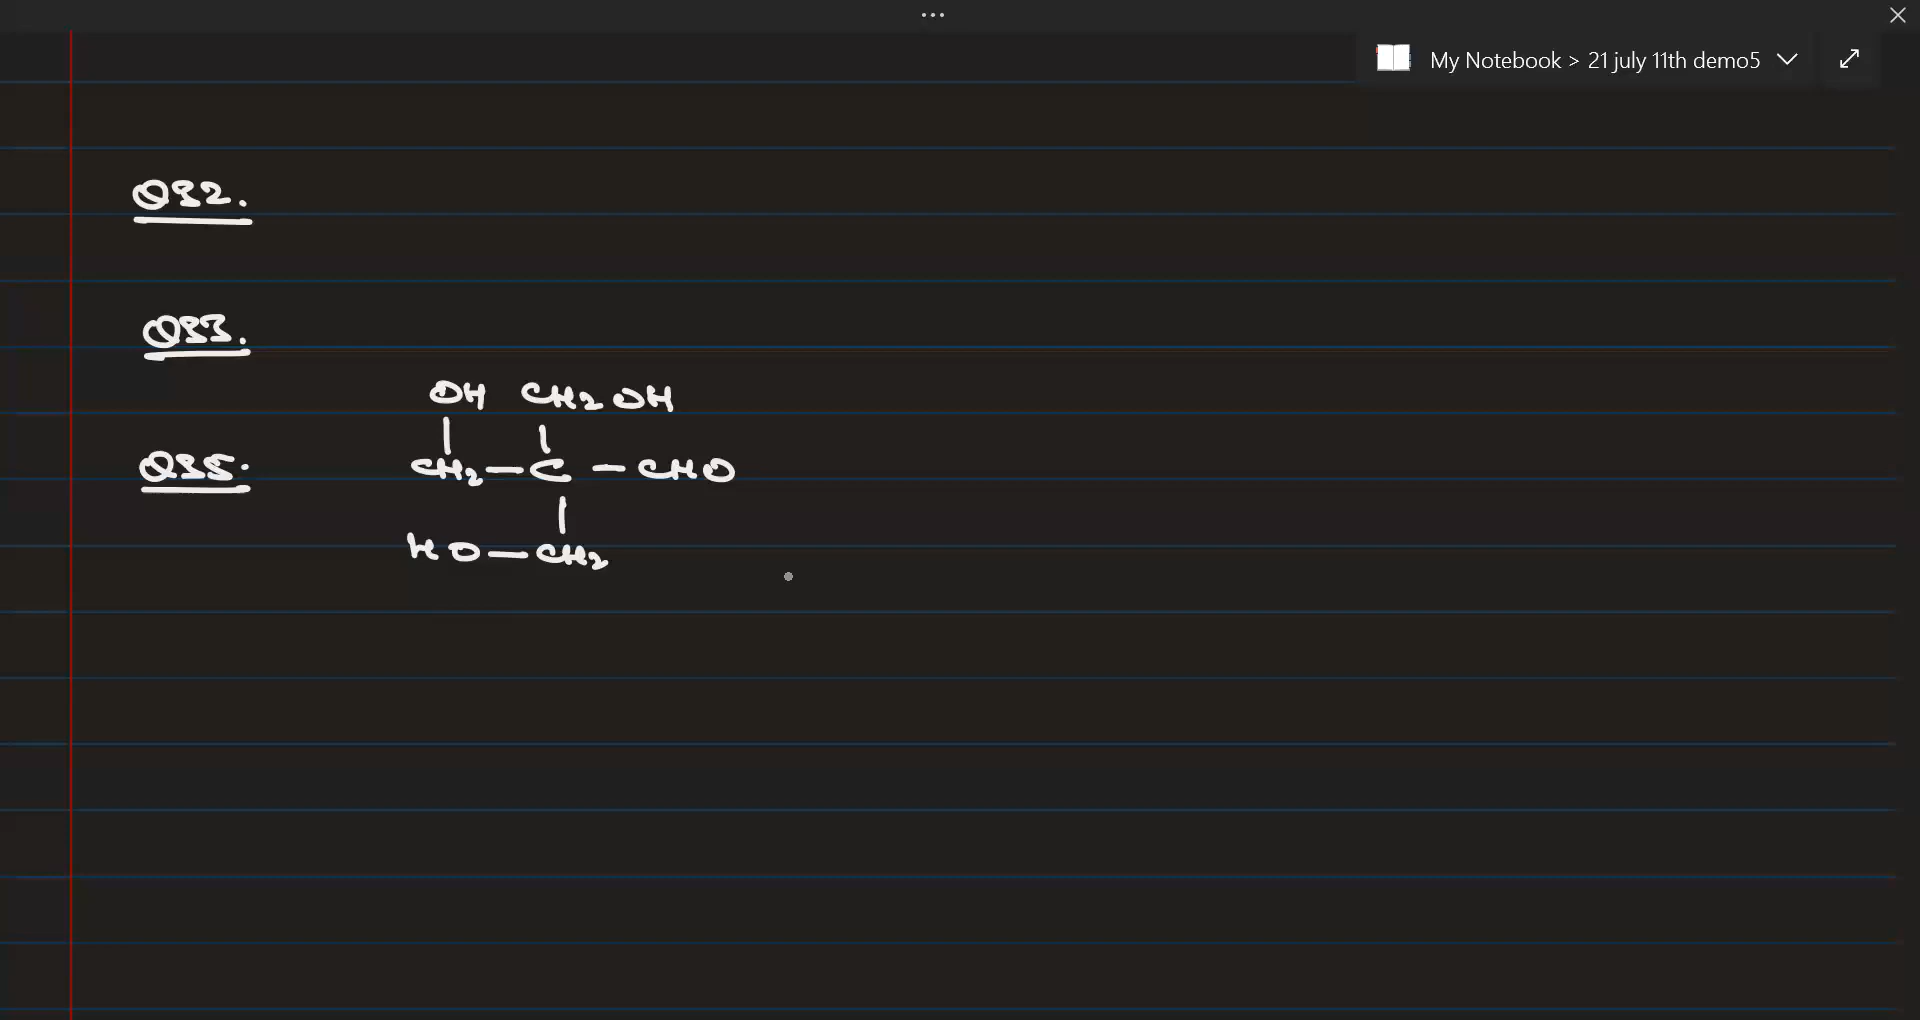 My Notebook > 21 july 11th demo5
Q32.
Q33.
OH CH2OH
Q35. CH2-C-CHO
HO-CH2